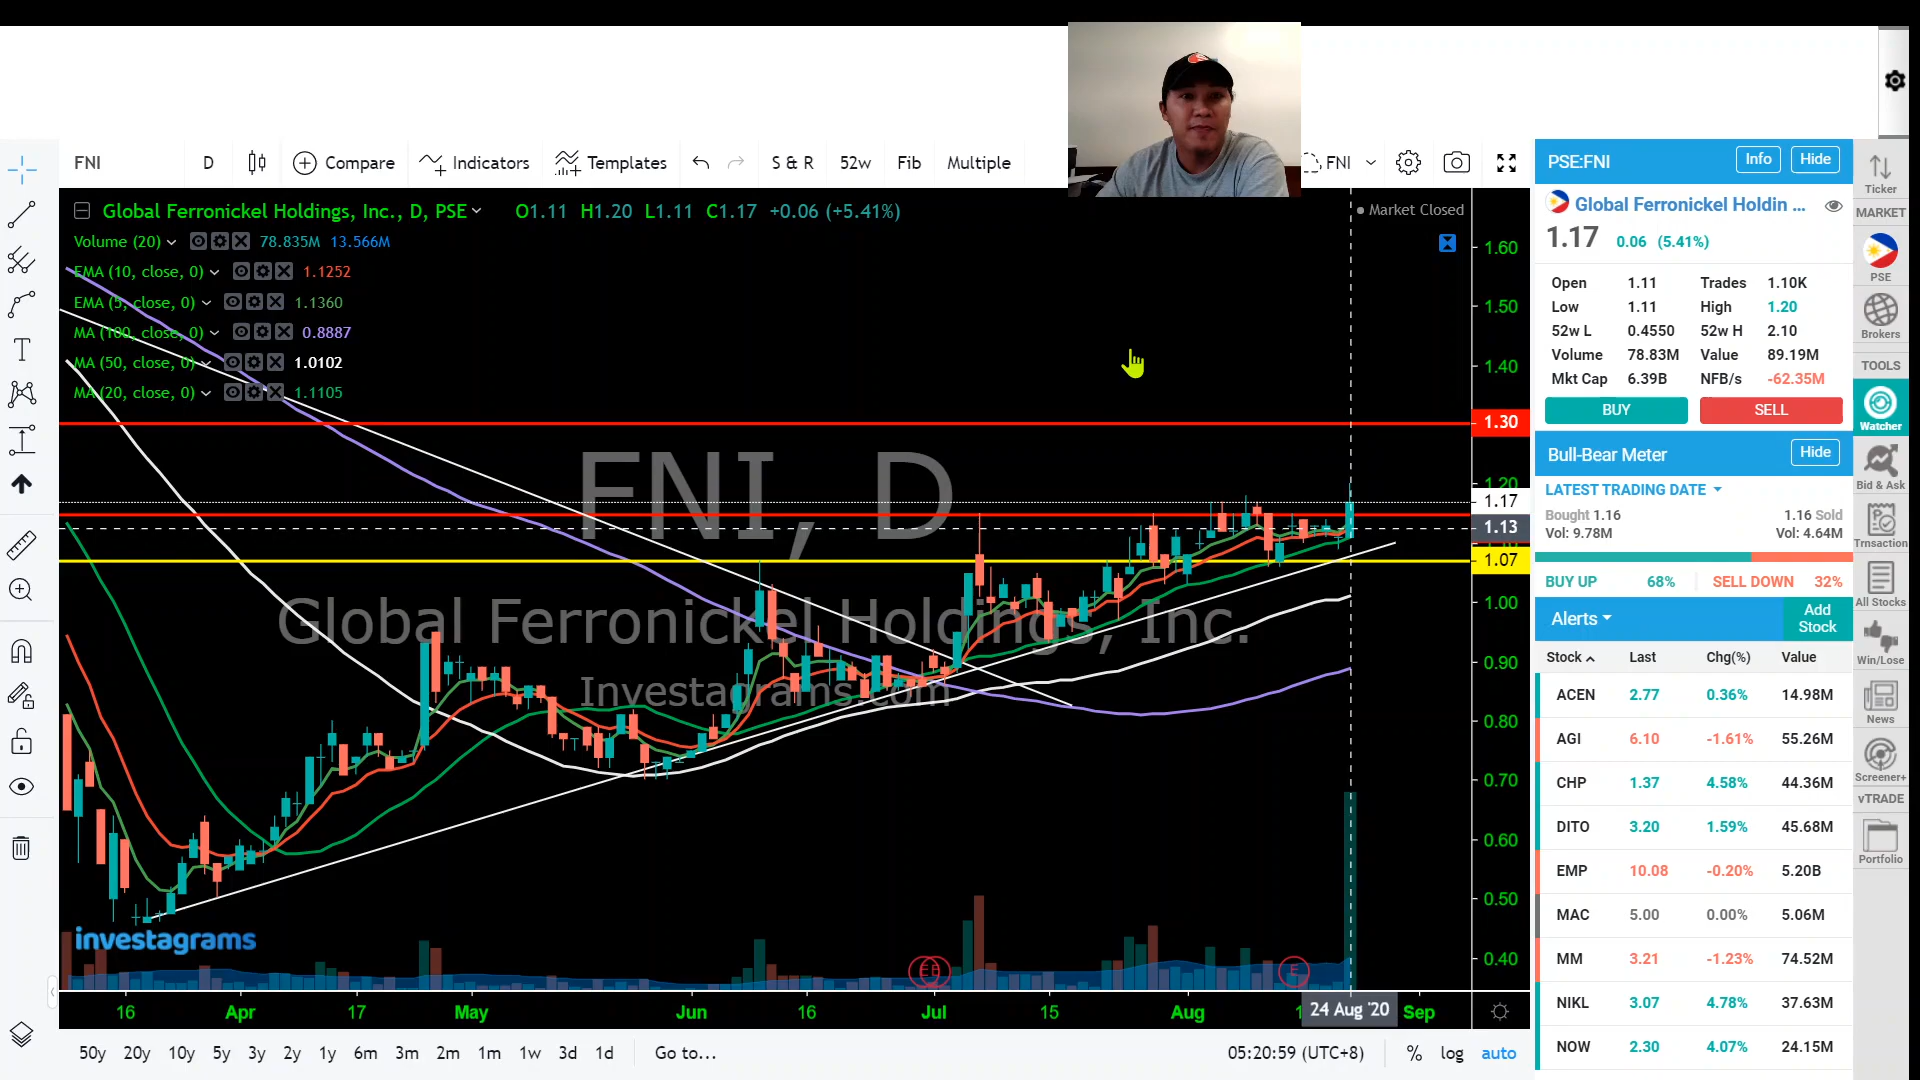 FNI
D
Compare
Indicators
Templates
S & R
52w
Fib
Multiple
FNI
Global Ferronickel Holdings, Inc., D, PSE O1.11 H1.20 L1.11 C1.17 +0.06 (+5.41%)
Market Closed
Volume (20) 78.835M 13.566M
EMA (10, close, 0) 1.1252
EMA (5, close, 0) 1.1360
MA (100, close, 0) 0.8887
MA (50, close, 0) 1.0102
MA (20, close, 0) 1.1105
FNI, D
Global Ferronickel Holdings, Inc.
Investagrams.com
investagrams
EE
E
1.60
1.50
1.40
1.30
1.20
1.17
1.13
1.07
1.00
0.90
0.80
0.70
0.60
0.50
0.40
16 Apr 17 May Jun 16 Jul 15 Aug 24 Aug '20 Sep
50y 20y 10y 5y 3y 2y 1y 6m 3m 2m 1m 1w 3d 1d Go to...
05:20:59 (UTC+8) % log auto
PSE:FNI Info Hide
Global Ferronickel Holdin ...
1.17 0.06 (5.41%)
Open 1.11 Trades 1.10K
Low 1.11 High 1.20
52w L 0.4550 52w H 2.10
Volume 78.83M Value 89.19M
Mkt Cap 6.39B NFB/s -62.35M
BUY SELL
Bull-Bear Meter Hide
LATEST TRADING DATE
Bought 1.16 1.16 Sold
Vol: 9.78M Vol: 4.64M
BUY UP 68% SELL DOWN 32%
Alerts Add Stock
Stock Last Chg(%) Value
ACEN 2.77 0.36% 14.98M
AGI 6.10 -1.61% 55.26M
CHP 1.37 4.58% 44.36M
DITO 3.20 1.59% 45.68M
EMP 10.08 -0.20% 5.20B
MAC 5.00 0.00% 5.06M
MM 3.21 -1.23% 74.52M
NIKL 3.07 4.78% 37.63M
NOW 2.30 4.07% 24.15M
Ticker
MARKET
PSE
Brokers
TOOLS
Watcher
Bid & Ask
Trnsaction
All Stocks
Win/Lose
News
Screener+
vTRADE
Portfolio